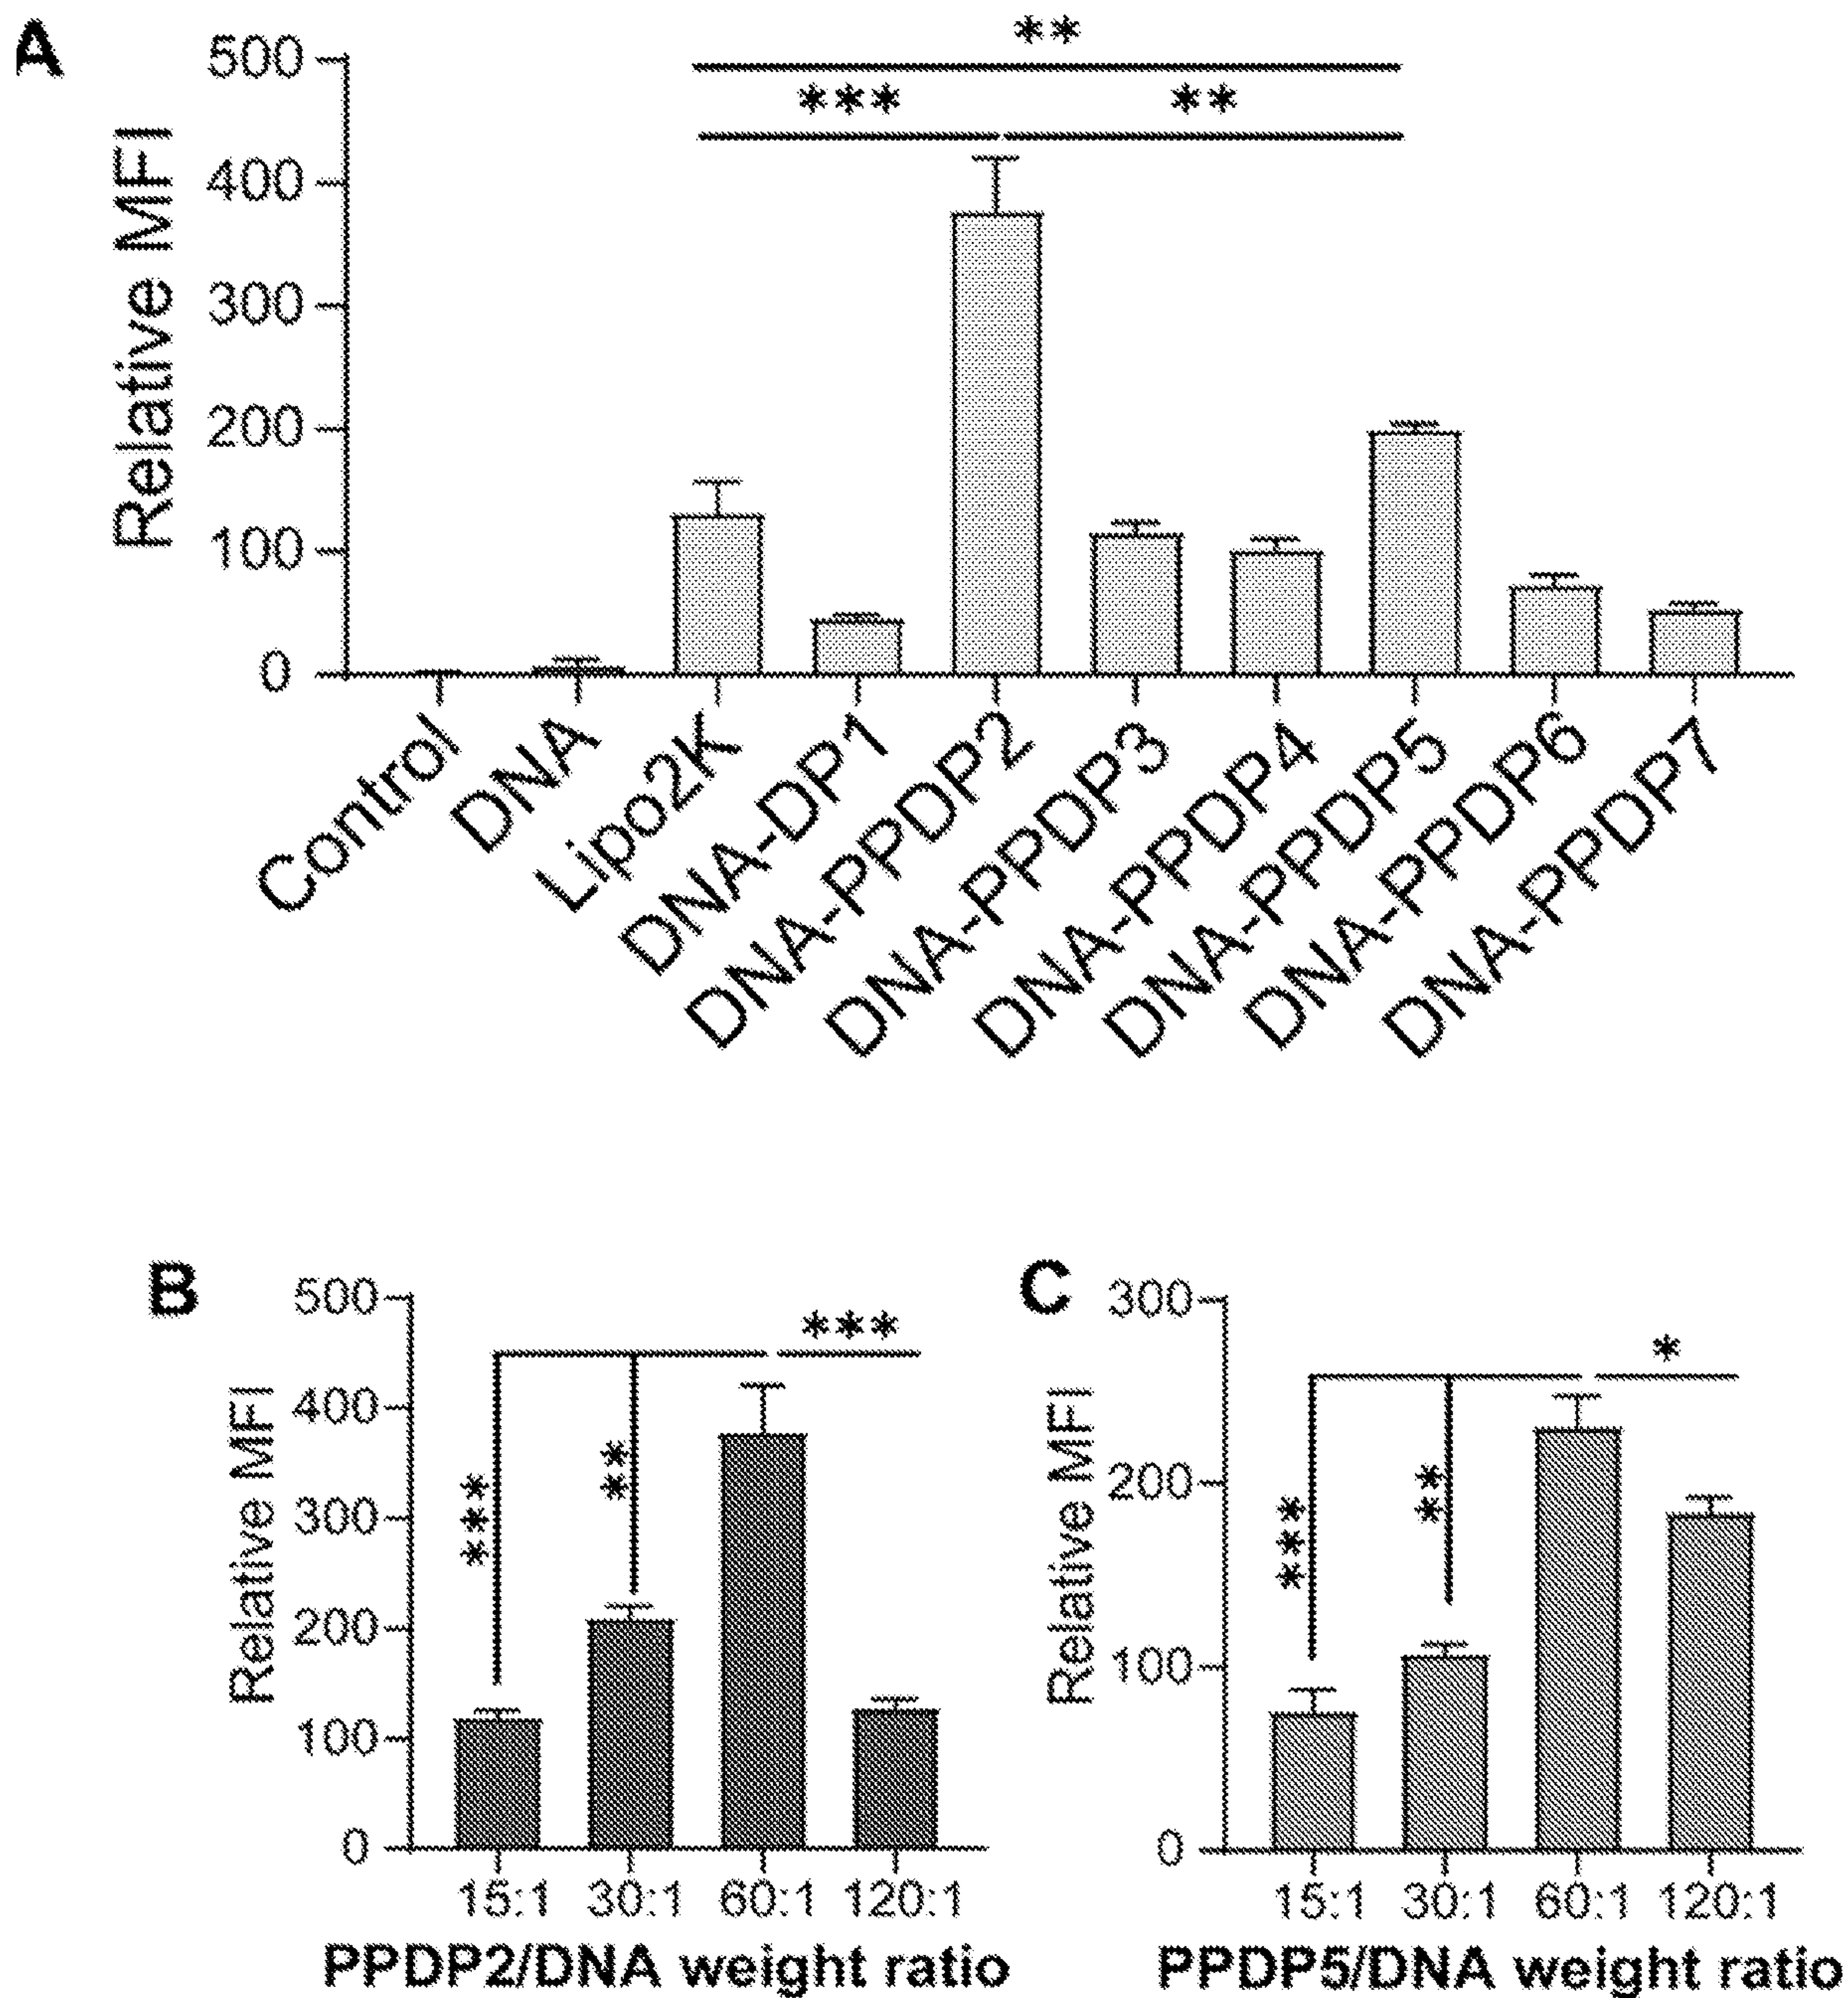 A
**
*** **
500
400
300
200
100
0
Relative MFI
Control
DNA
Lipo2K
DNA-DP1
DNA-PPDP2
DNA-PPDP3
DNA-PPDP4
DNA-PPDP5
DNA-PPDP6
DNA-PPDP7
B
500
400
300
200
100
0
Relative MFI
***
***
**
15:1 30:1 60:1 120:1
PPDP2/DNA weight ratio
C
300
200
100
0
Relative MFI
*
***
**
15:1 30:1 60:1 120:1
PPDP5/DNA weight ratio